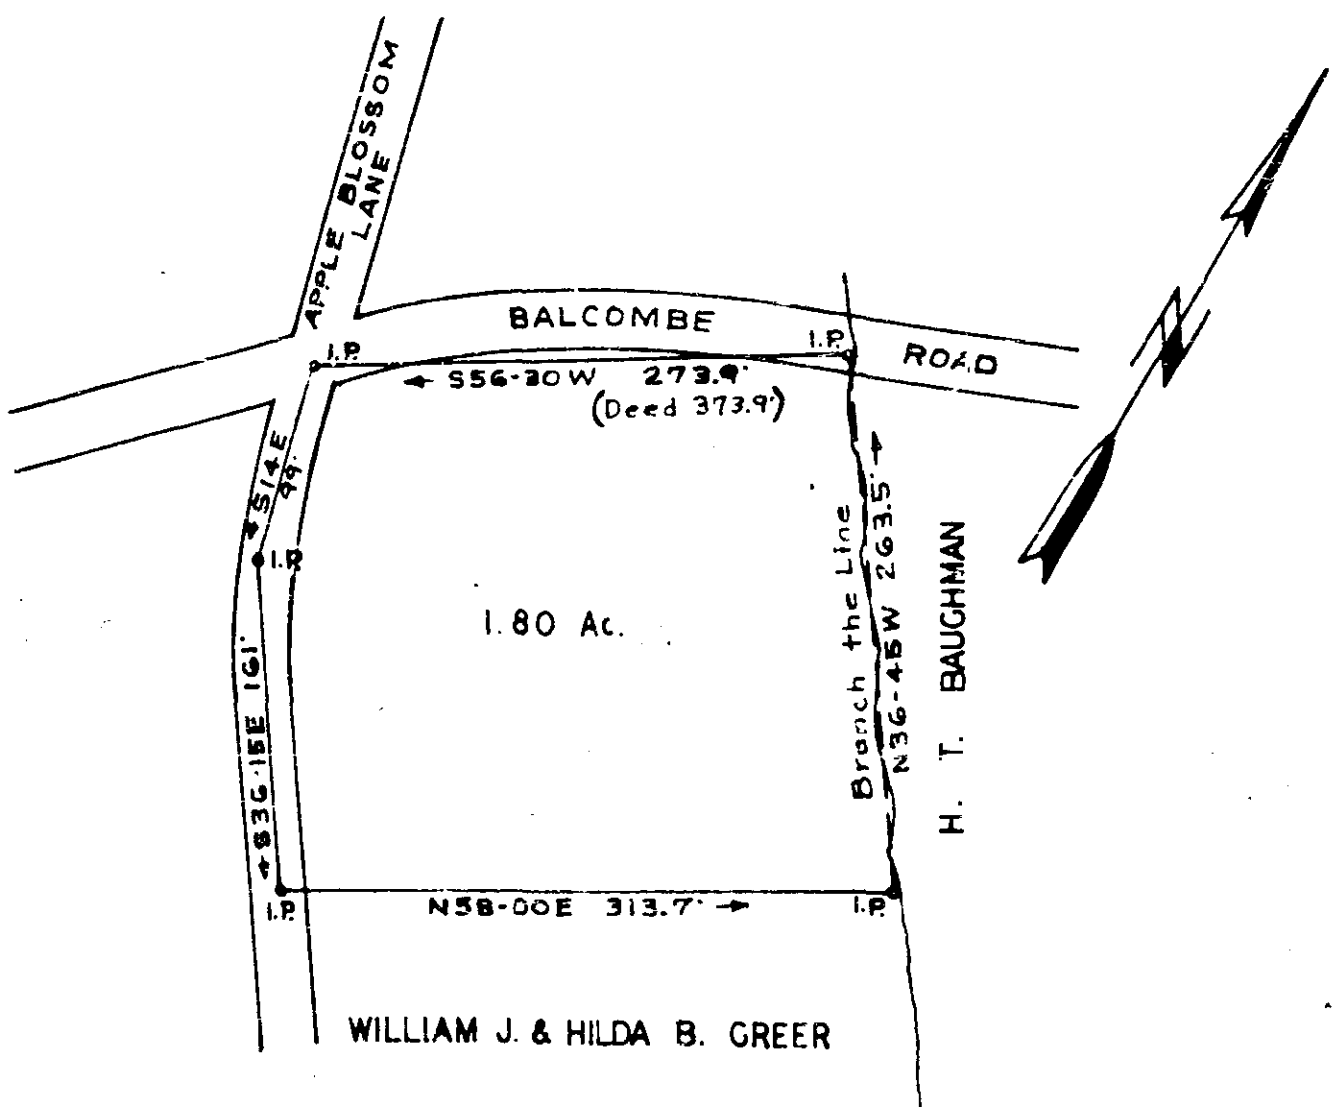 APPLE BLOSSOM
LANE
BALCOMBE
ROAD
I.P.
I.P.
← S56-30W 273.9'
(Deed 373.9')
← S14E
99'
I.P.
← S36-15E 161'
1.80 Ac.
Branch the Line
N36-45W 263.5' →
H. T. BAUGHMAN
I.P.
N58-00E 313.7' →
I.P.
WILLIAM J. & HILDA B. GREER
N